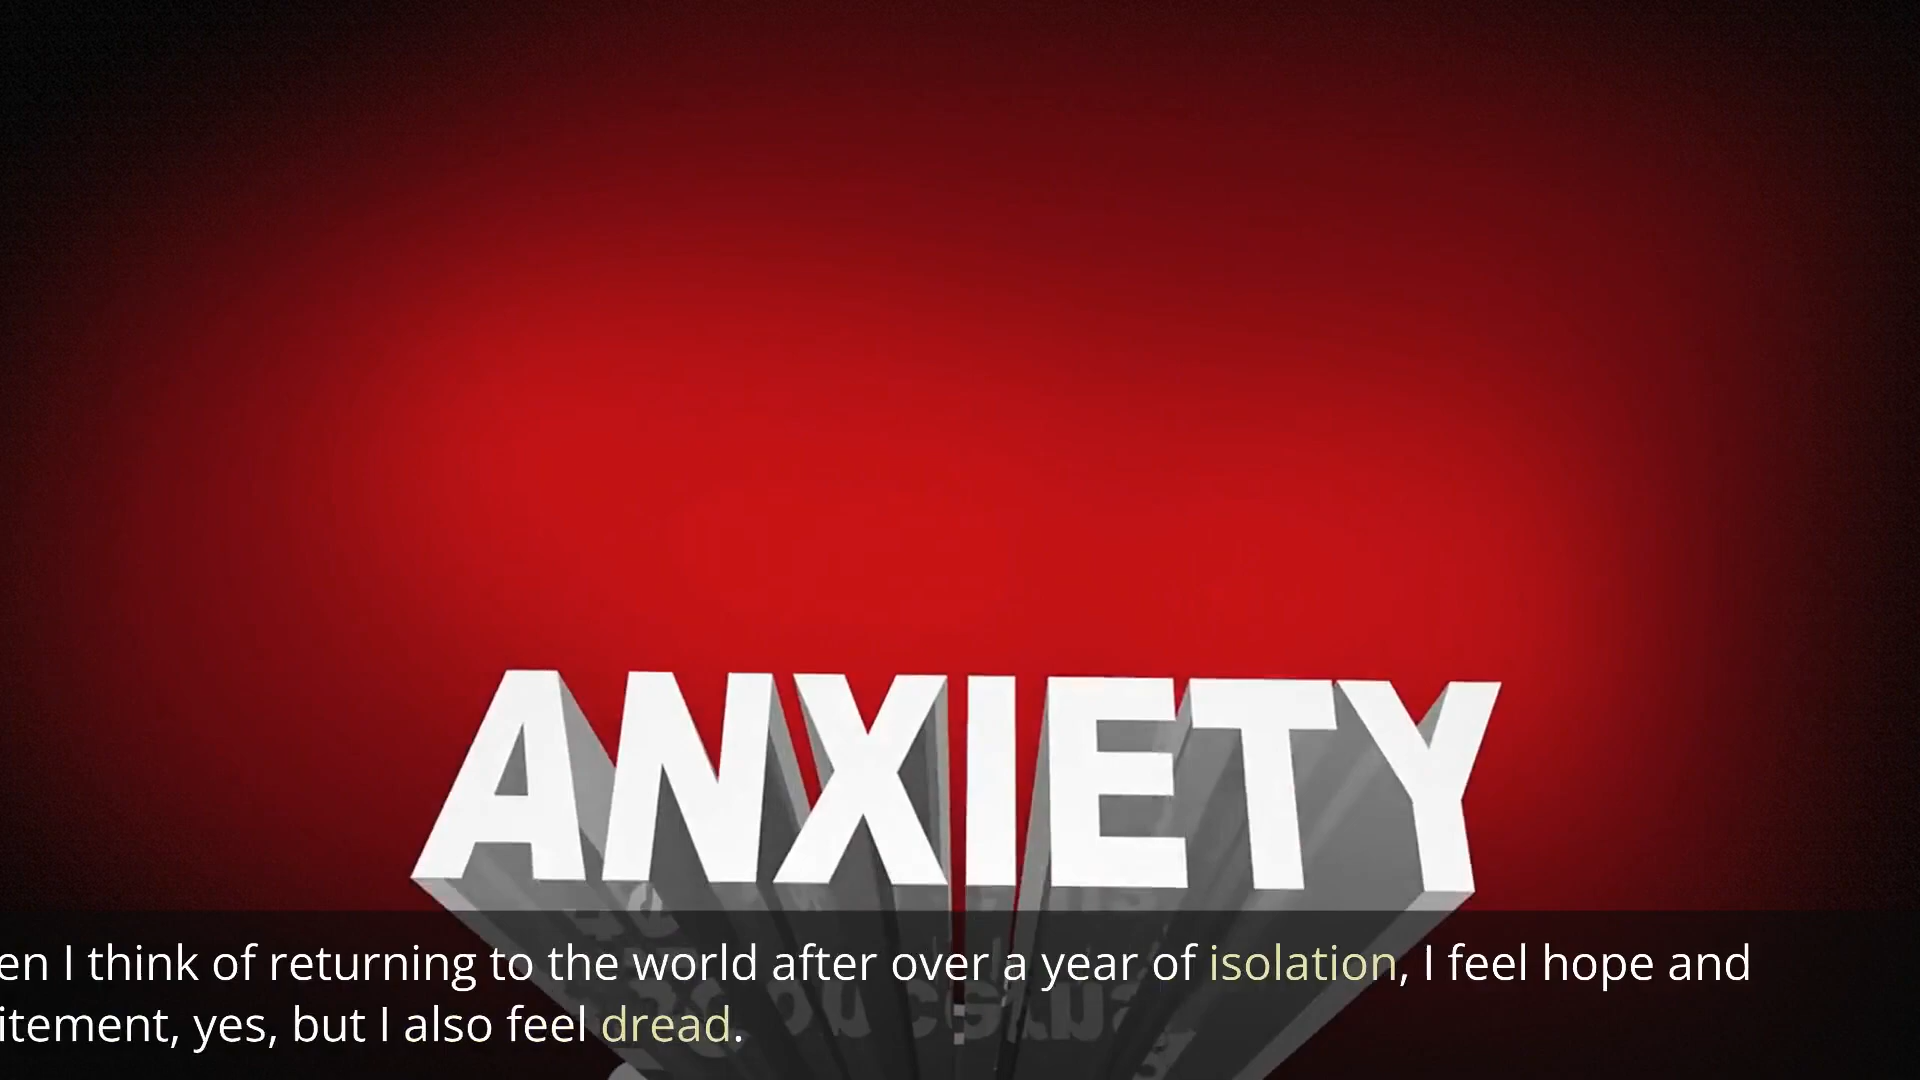 ANXIETY
en I think of returning to the world after over a year of isolation, I feel hope and
itement, yes, but I also feel dread.